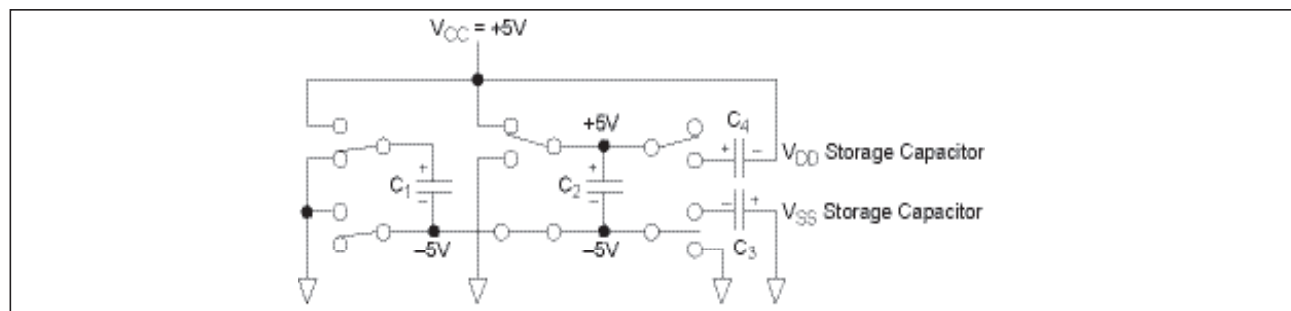 VCC = +5V
+5V
C4
+
–
VDD Storage Capacitor
+
C1
–
+
C2
–
–
+
VSS Storage Capacitor
C3
–5V
–5V